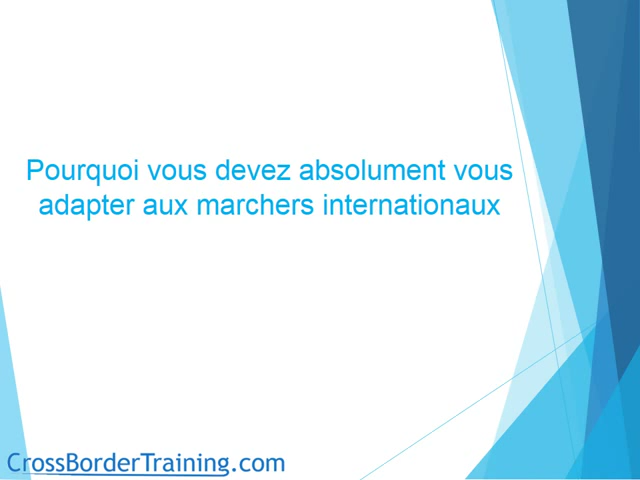 Pourquoi vous devez absolument vous
adapter aux marchers internationaux
CrossBorderTraining.com